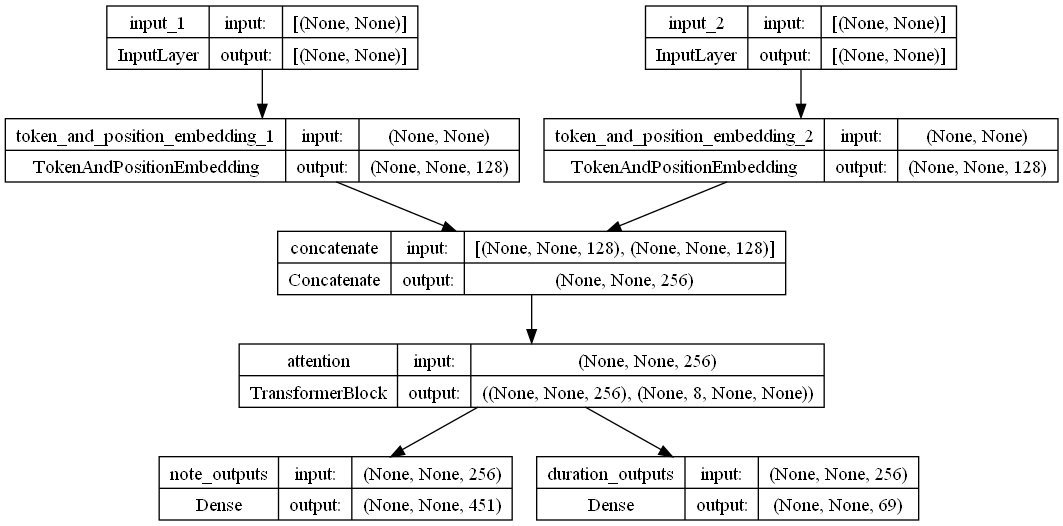 input_1 input: [(None, None)]
InputLayer output: [(None, None)]
input_2 input: [(None, None)]
InputLayer output: [(None, None)]
token_and_position_embedding_1 input: (None, None)
TokenAndPositionEmbedding output: (None, None, 128)
token_and_position_embedding_2 input: (None, None)
TokenAndPositionEmbedding output: (None, None, 128)
concatenate input: [(None, None, 128), (None, None, 128)]
Concatenate output: (None, None, 256)
attention input: (None, None, 256)
TransformerBlock output: ((None, None, 256), (None, 8, None, None))
note_outputs input: (None, None, 256)
Dense output: (None, None, 451)
duration_outputs input: (None, None, 256)
Dense output: (None, None, 69)